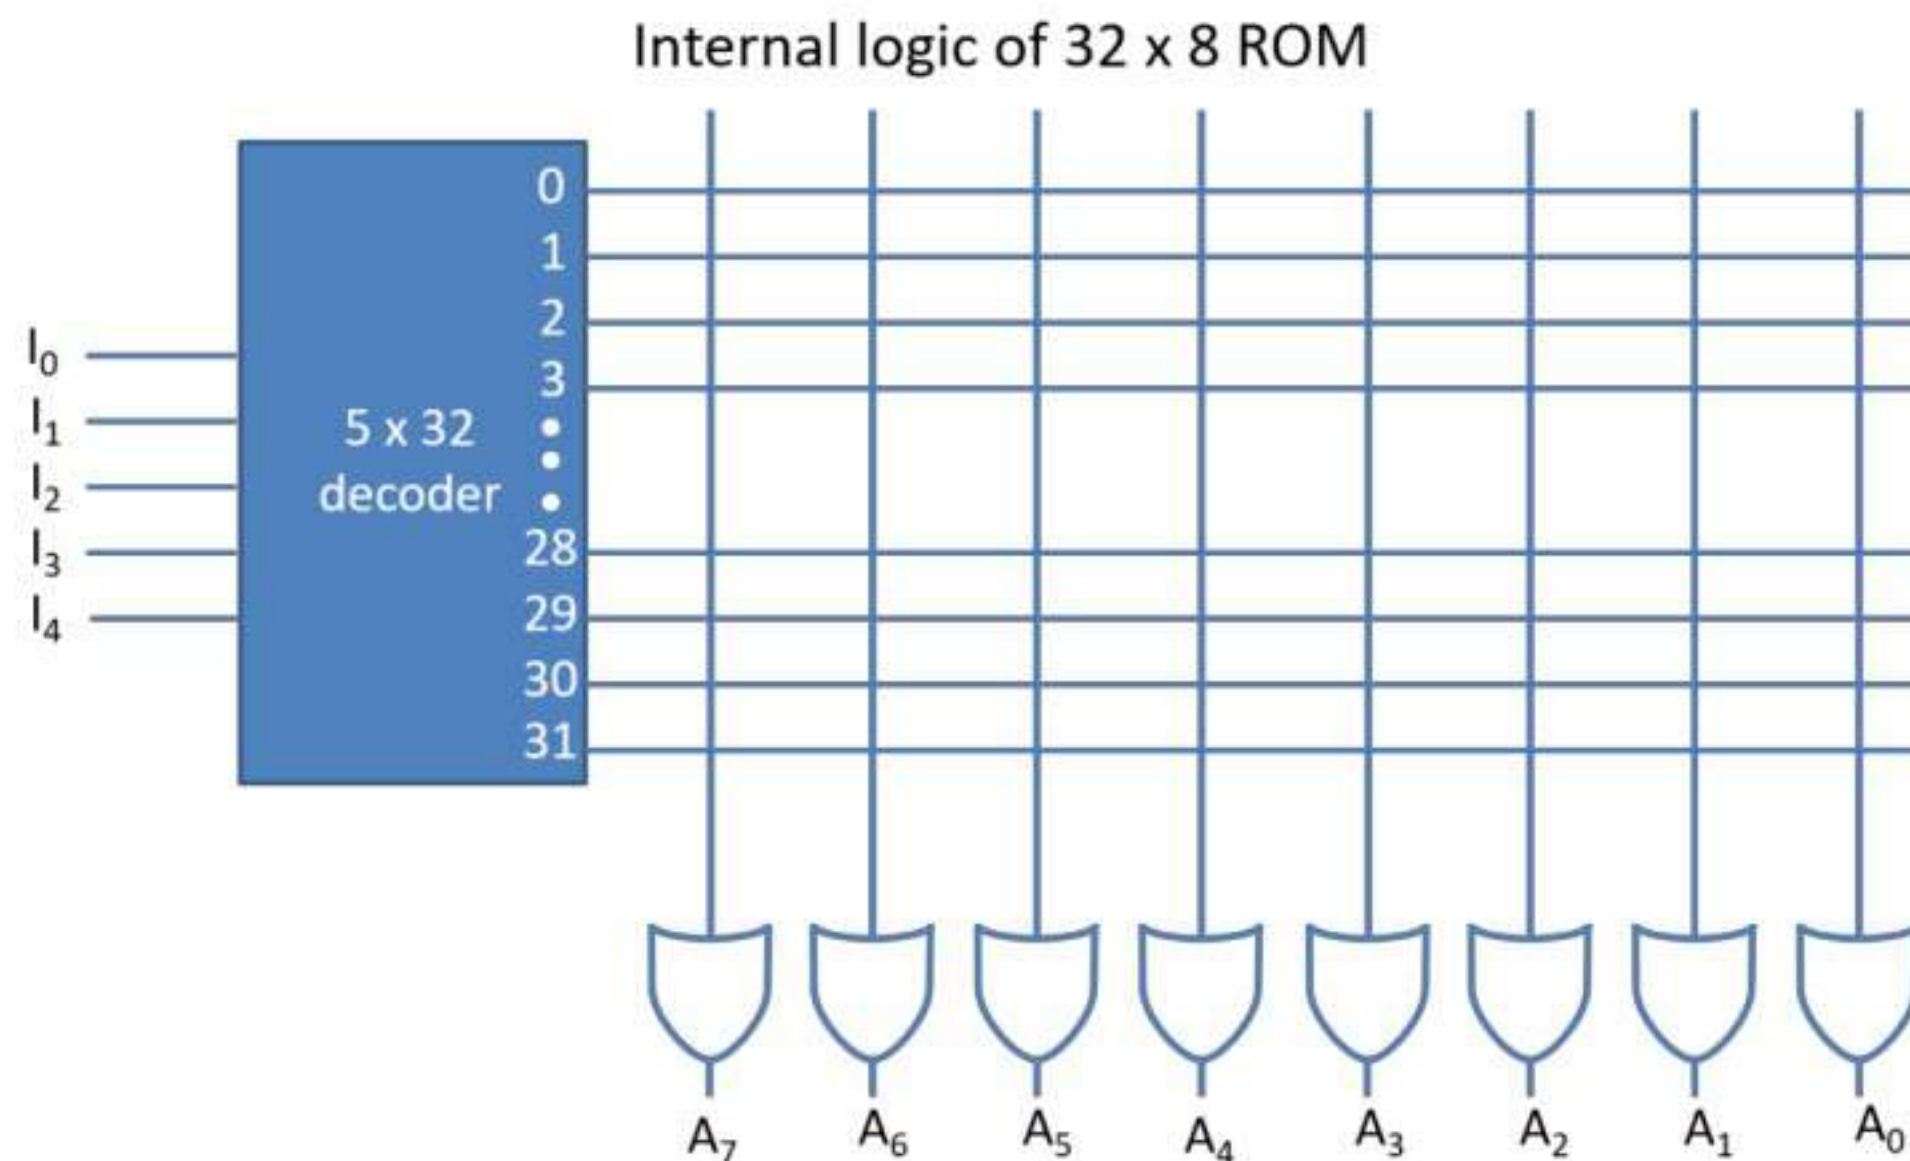 Internal logic of 32 x 8 ROM
0
1
2
3
28
29
30
31
I₀
I₁
I₂
I₃
I₄
5 x 32
decoder
A₇ A₆ A₅ A₄ A₃ A₂ A₁ A₀